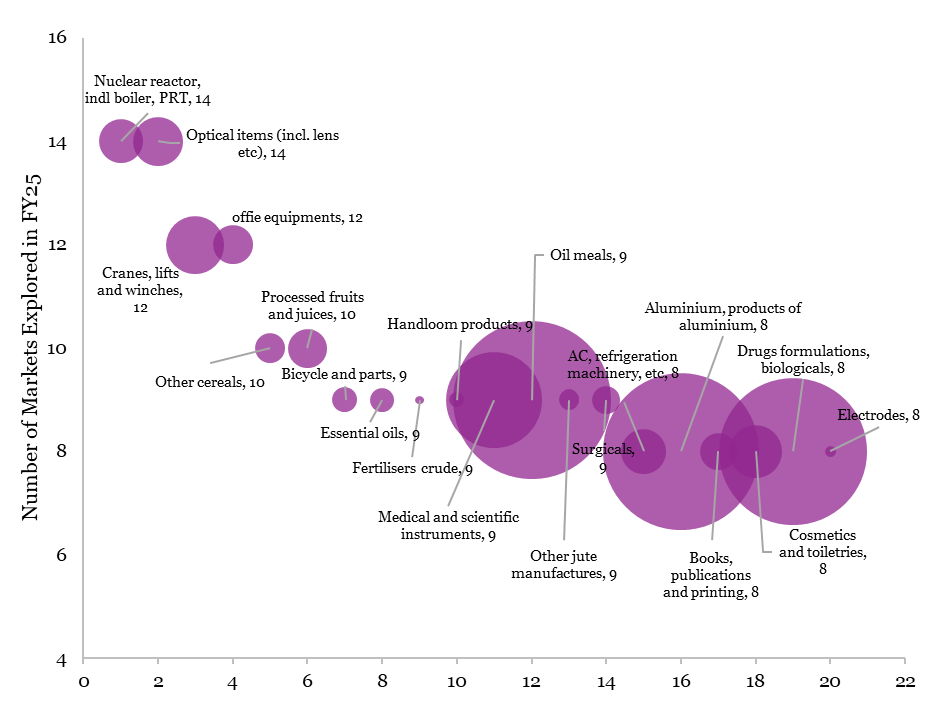 16
14
12
10
8
6
4
Number of Markets Explored in FY25
Nuclear reactor,
indl boiler, PRT, 14
Optical items (incl. lens
etc), 14
offie equipments, 12
Cranes, lifts
and winches,
12
Processed fruits
and juices, 10
Other cereals, 10
Bicycle and parts, 9
Essential oils, 9
Fertilisers crude, 9
Handloom products, 9
Medical and scientific
instruments, 9
Oil meals, 9
Other jute
manufactures, 9
AC, refrigeration
machinery, etc, 8
Surgicals,
9
Aluminium, products of
aluminium, 8
Drugs formulations,
biologicals, 8
Electrodes, 8
Books,
publications
and printing, 8
Cosmetics
and toiletries,
8
0 2 4 6 8 10 12 14 16 18 20 22